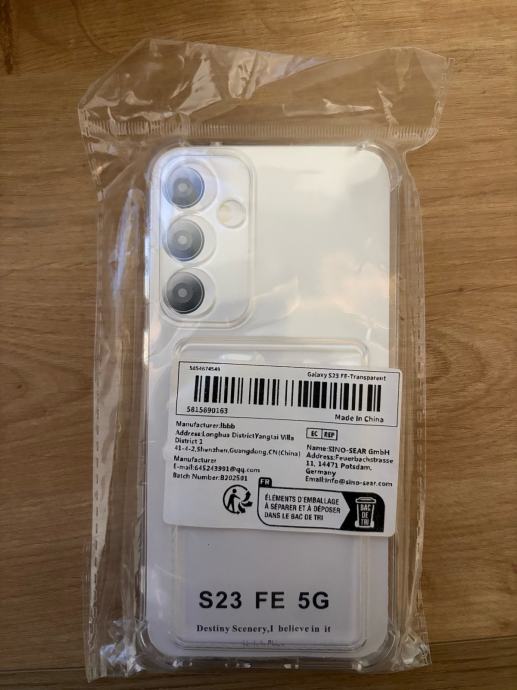 5454674549
Galaxy S23 FE-Transparent
5815690163
Made In China
Manufacturer:lbbb
Address:Longhua DistrictYangtai Villa
District 1
41-4-2,Shenzhen,Guangdong,CN(China)
Manufacturer
E-mail:645243991@qq.com
Batch Number:B202501
EC REP
Name:SINO-SEAR GmbH
Address:Feuerbachstrasse
11, 14471 Potsdam,
Germany
Email:info@sino-sear.com
FR
ÉLÉMENTS D'EMBALLAGE
À SÉPARER ET À DÉPOSER
DANS LE BAC DE TRI
BAC
DE
TRI
S23 FE 5G
Destiny Scenery,I believe in it